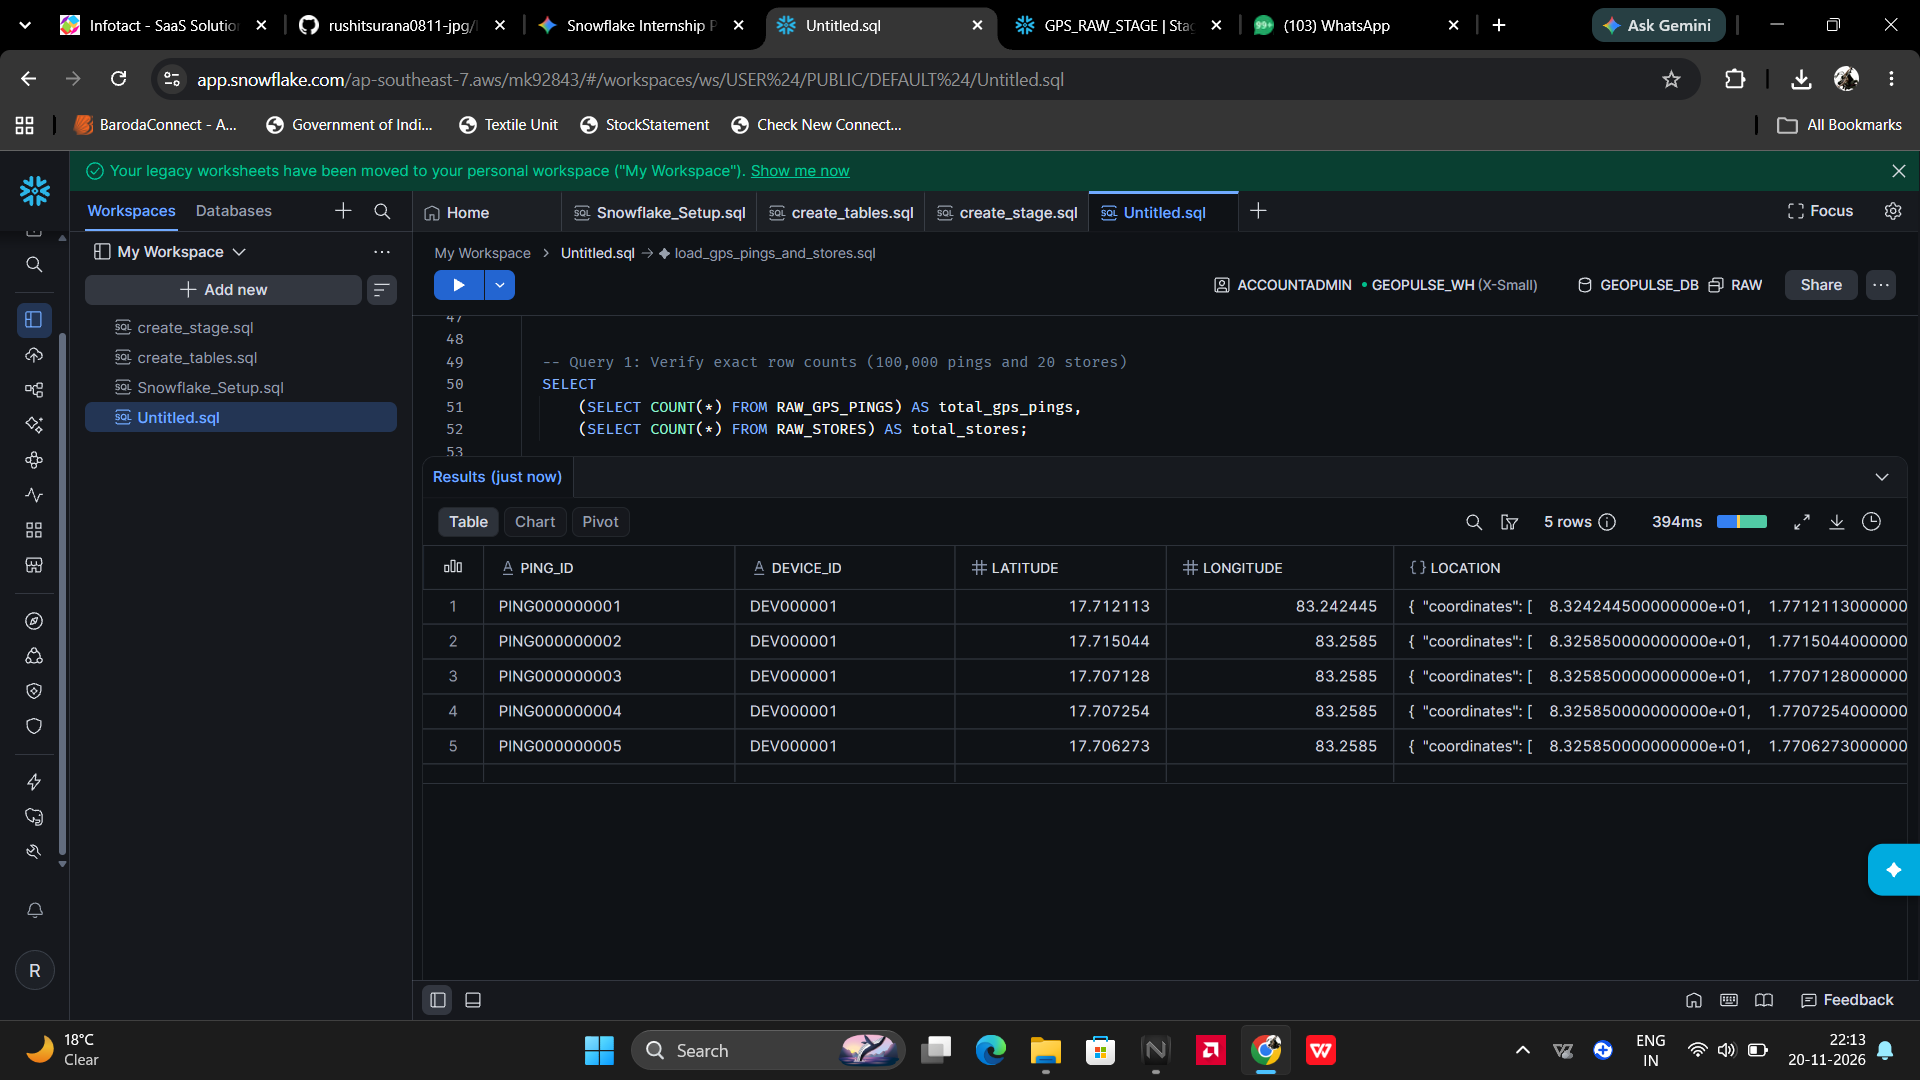 Infotact - SaaS Solution
rushitsurana0811-jpg/
Snowflake Internship P
Untitled.sql
GPS_RAW_STAGE | Stag
99+
(103) WhatsApp
Ask Gemini
app.snowflake.com/ap-southeast-7.aws/mk92843/#/workspaces/ws/USER%24/PUBLIC/DEFAULT%24/Untitled.sql
BarodaConnect - A...
Government of Indi...
Textile Unit
StockStatement
Check New Connect...
All Bookmarks
Your legacy worksheets have been moved to your personal workspace ("My Workspace"). Show me now
Workspaces
Databases
Home
SQL Snowflake_Setup.sql
SQL create_tables.sql
SQL create_stage.sql
SQL Untitled.sql
Focus
My Workspace
My Workspace > Untitled.sql → load_gps_pings_and_stores.sql
Add new
ACCOUNTADMIN • GEOPULSE_WH (X-Small)
GEOPULSE_DB
RAW
Share
SQL create_stage.sql
SQL create_tables.sql
SQL Snowflake_Setup.sql
SQL Untitled.sql
47
48
49 -- Query 1: Verify exact row counts (100,000 pings and 20 stores)
50 SELECT
51 (SELECT COUNT(*) FROM RAW_GPS_PINGS) AS total_gps_pings,
52 (SELECT COUNT(*) FROM RAW_STORES) AS total_stores;
53
Results (just now)
Table
Chart
Pivot
5 rows
394ms
A PING_ID
A DEVICE_ID
# LATITUDE
# LONGITUDE
{} LOCATION
1 PING000000001 DEV000001 17.712113 83.242445 { "coordinates": [ 8.324244500000000e+01, 1.7712113000000
2 PING000000002 DEV000001 17.715044 83.2585 { "coordinates": [ 8.325850000000000e+01, 1.7715044000000
3 PING000000003 DEV000001 17.707128 83.2585 { "coordinates": [ 8.325850000000000e+01, 1.7707128000000
4 PING000000004 DEV000001 17.707254 83.2585 { "coordinates": [ 8.325850000000000e+01, 1.7707254000000
5 PING000000005 DEV000001 17.706273 83.2585 { "coordinates": [ 8.325850000000000e+01, 1.7706273000000
R
Feedback
18°C
Clear
Search
ENG
IN
22:13
20-11-2026